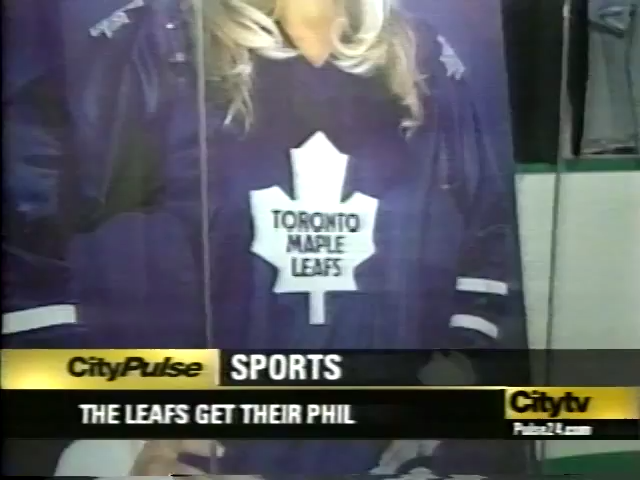 TORONTO
MAPLE
LEAFS
CityPulse SPORTS
THE LEAFS GET THEIR PHIL
Citytv
Pulse24.com